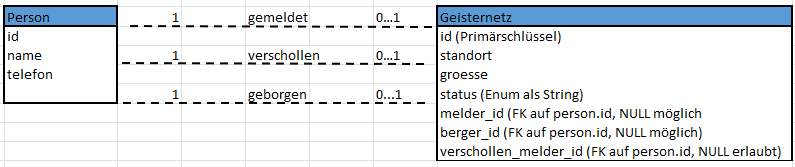 Person 1 gemeldet 0...1 Geisternetz
id id (Primärschlüssel)
name 1 verschollen 0...1 standort
telefon groesse
1 geborgen 0...1 status (Enum als String)
melder_id (FK auf person.id, NULL möglich
berger_id (FK auf person.id, NULL möglich)
verschollen_melder_id (FK auf person.id, NULL erlaubt)